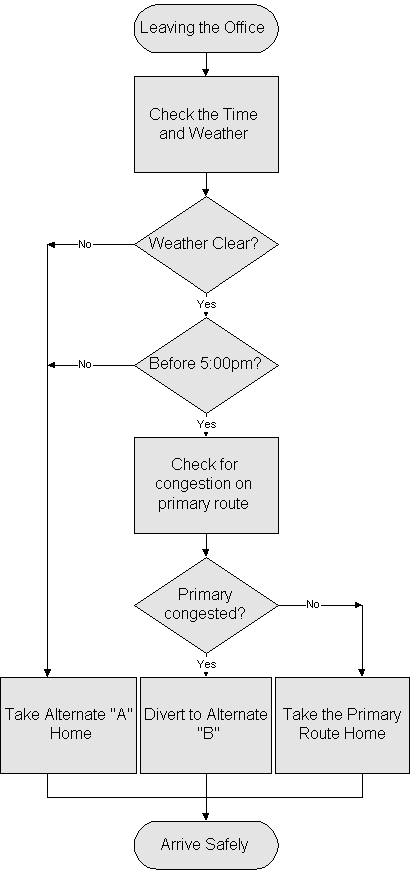 Leaving the Office
Check the Time
and Weather
Weather Clear?
No
Yes
Before 5:00pm?
No
Yes
Check for
congestion on
primary route
Primary
congested?
No
Yes
Take Alternate "A"
Home
Divert to Alternate
"B"
Take the Primary
Route Home
Arrive Safely